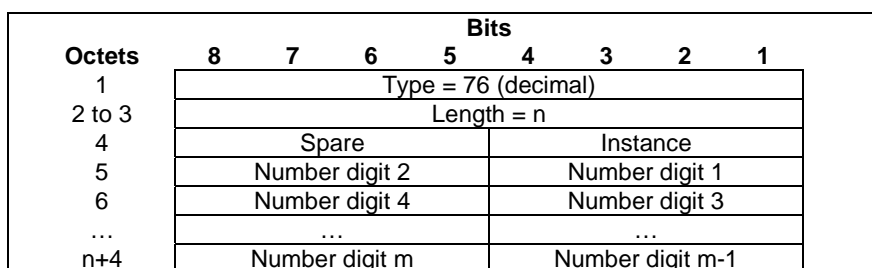 Bits
Octets 8 7 6 5 4 3 2 1
1 Type = 76 (decimal)
2 to 3 Length = n
4 Spare Instance
5 Number digit 2 Number digit 1
6 Number digit 4 Number digit 3
… … …
n+4 Number digit m Number digit m-1